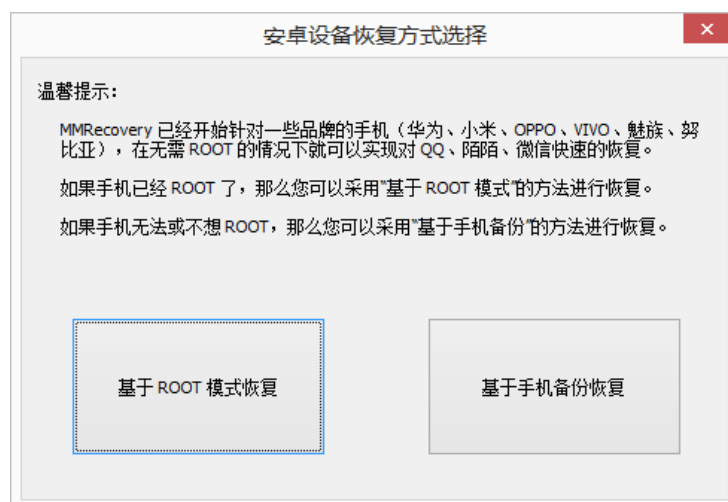 安卓设备恢复方式选择
温馨提示：
MMRecovery 已经开始针对一些品牌的手机（华为、小米、OPPO、VIVO、魅族、努
比亚），在无需 ROOT 的情况下就可以实现对 QQ、陌陌、微信快速的恢复。
如果手机已经 ROOT 了，那么您可以采用“基于 ROOT 模式”的方法进行恢复。
如果手机无法或不想 ROOT，那么您可以采用“基于手机备份”的方法进行恢复。
基于 ROOT 模式恢复
基于手机备份恢复